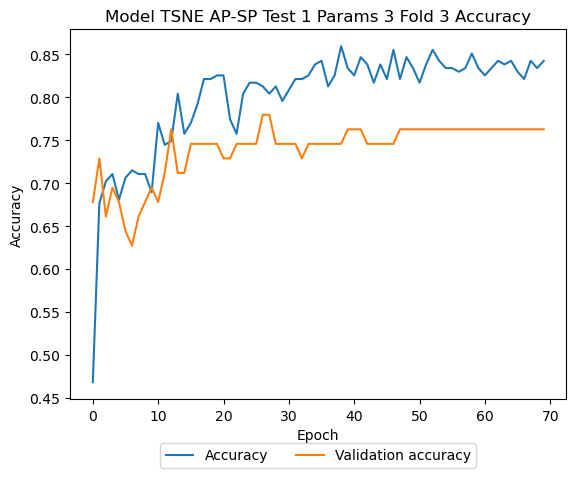 Model TSNE AP-SP Test 1 Params 3 Fold 3 Accuracy
0.85
0.80
0.75
0.70
0.65
0.60
0.55
0.50
0.45
Accuracy
0 10 20 30 40 50 60 70
Epoch
Accuracy Validation accuracy